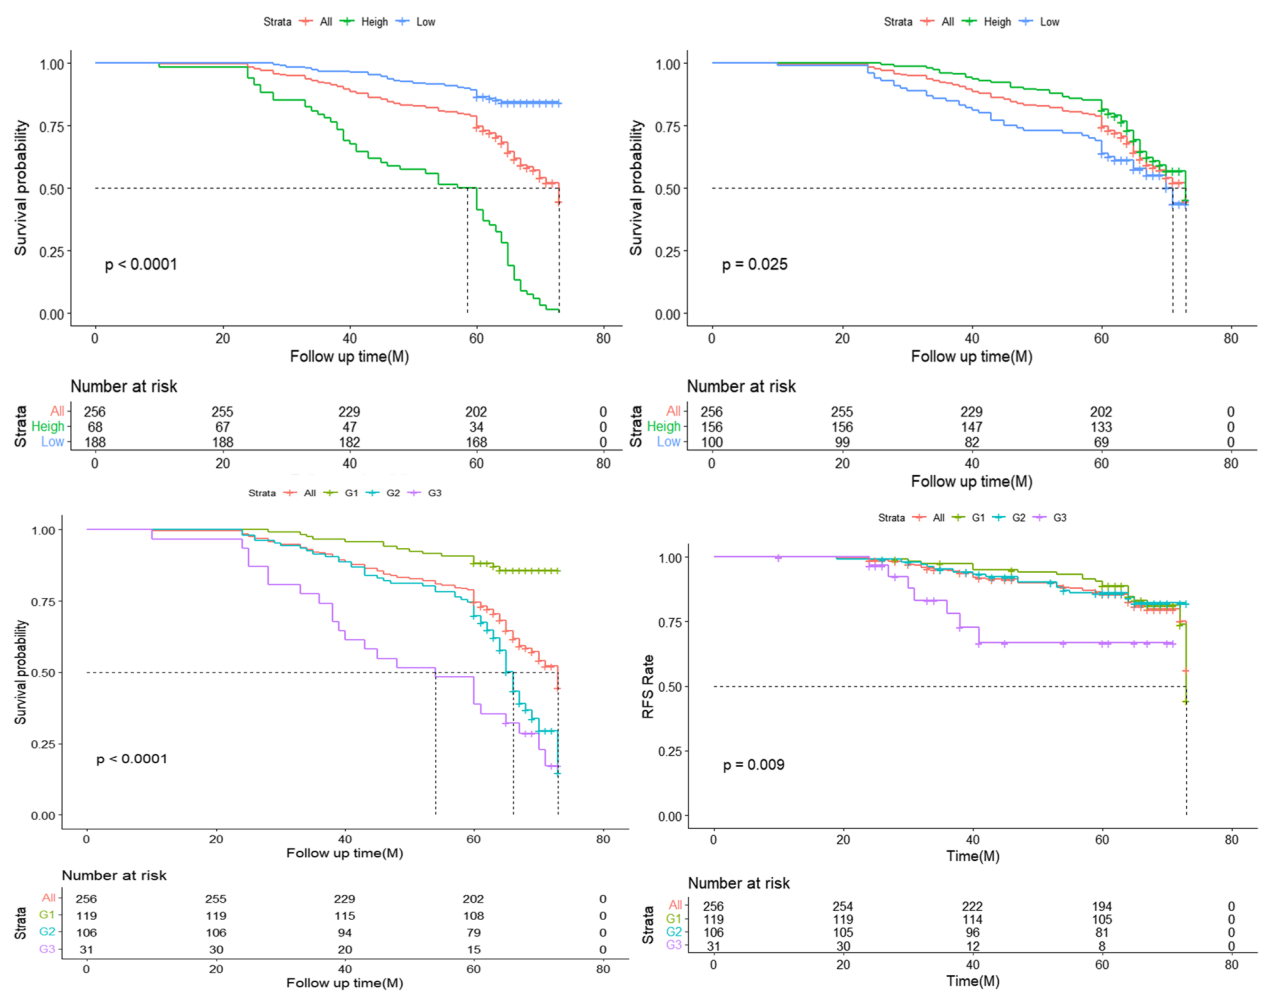 Strata All Heigh Low
1.00
0.75
0.50
0.25
0.00
Survival probability
p < 0.0001
0 20 40 60 80
Follow up time(M)
Number at risk
Strata
All 256 255 229 202 0
Heigh 68 67 47 34 0
Low 188 188 182 168 0
0 20 40 60 80
Follow up time(M)
Strata All Heigh Low
1.00
0.75
0.50
0.25
0.00
Survival probability
p = 0.025
0 20 40 60 80
Follow up time(M)
Number at risk
Strata
All 256 255 229 202 0
Heigh 156 156 147 133 0
Low 100 99 82 69 0
0 20 40 60 80
Follow up time(M)
Strata All G1 G2 G3
1.00
0.75
0.50
0.25
0.00
Survival probability
p < 0.0001
0 20 40 60 80
Follow up time(M)
Number at risk
Strata
All 256 255 229 202 0
G1 119 119 115 108 0
G2 106 106 94 79 0
G3 31 30 20 15 0
0 20 40 60 80
Follow up time(M)
Strata All G1 G2 G3
1.00
0.75
0.50
0.25
0.00
RFS Rate
p = 0.009
0 20 40 60 80
Time(M)
Number at risk
Strata
All 256 254 222 194 0
G1 119 119 114 105 0
G2 106 105 96 81 0
G3 31 30 12 8 0
0 20 40 60 80
Time(M)